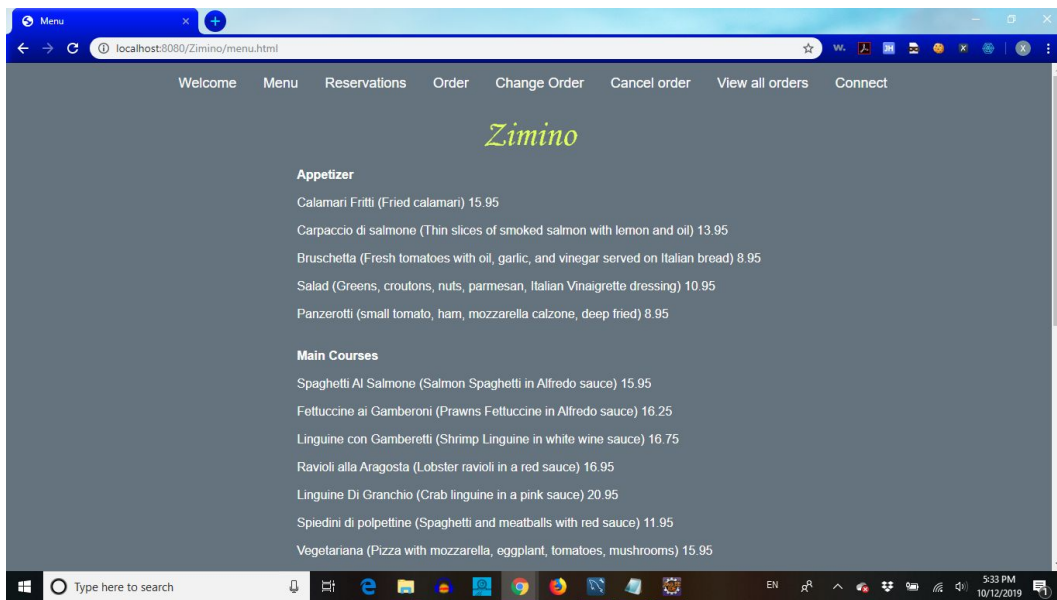 Menu
localhost:8080/Zimino/menu.html
Welcome Menu Reservations Order Change Order Cancel order View all orders Connect
Zimino
Appetizer
Calamari Fritti (Fried calamari) 15.95
Carpaccio di salmone (Thin slices of smoked salmon with lemon and oil) 13.95
Bruschetta (Fresh tomatoes with oil, garlic, and vinegar served on Italian bread) 8.95
Salad (Greens, croutons, nuts, parmesan, Italian Vinaigrette dressing) 10.95
Panzerotti (small tomato, ham, mozzarella calzone, deep fried) 8.95
Main Courses
Spaghetti Al Salmone (Salmon Spaghetti in Alfredo sauce) 15.95
Fettuccine ai Gamberoni (Prawns Fettuccine in Alfredo sauce) 16.25
Linguine con Gamberetti (Shrimp Linguine in white wine sauce) 16.75
Ravioli alla Aragosta (Lobster ravioli in a red sauce) 16.95
Linguine Di Granchio (Crab linguine in a pink sauce) 20.95
Spiedini di polpettine (Spaghetti and meatballs with red sauce) 11.95
Vegetariana (Pizza with mozzarella, eggplant, tomatoes, mushrooms) 15.95
Type here to search
EN
5:33 PM
10/12/2019